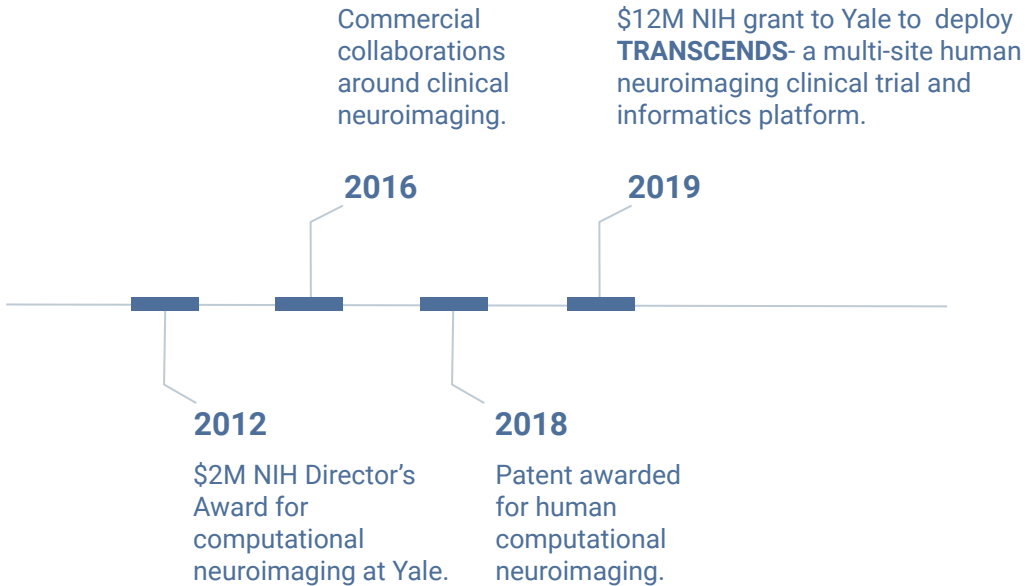 Commercial
collaborations
around clinical
neuroimaging.
$12M NIH grant to Yale to  deploy
TRANSCENDS- a multi-site human
neuroimaging clinical trial and
informatics platform.
2016
2019
2012
$2M NIH Director’s
Award for
computational
neuroimaging at Yale.
2018
Patent awarded
for human
computational
neuroimaging.